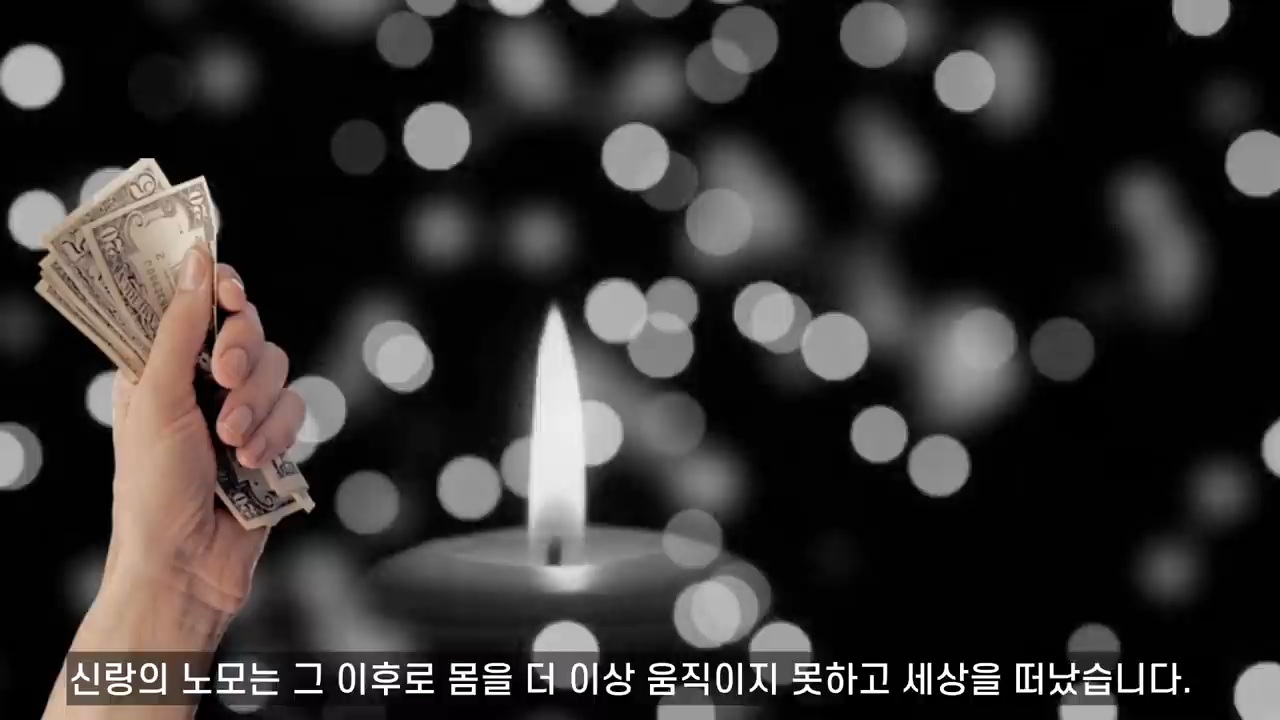 신랑의 노모는 그 이후로 몸을 더 이상 움직이지 못하고 세상을 떠났습니다.